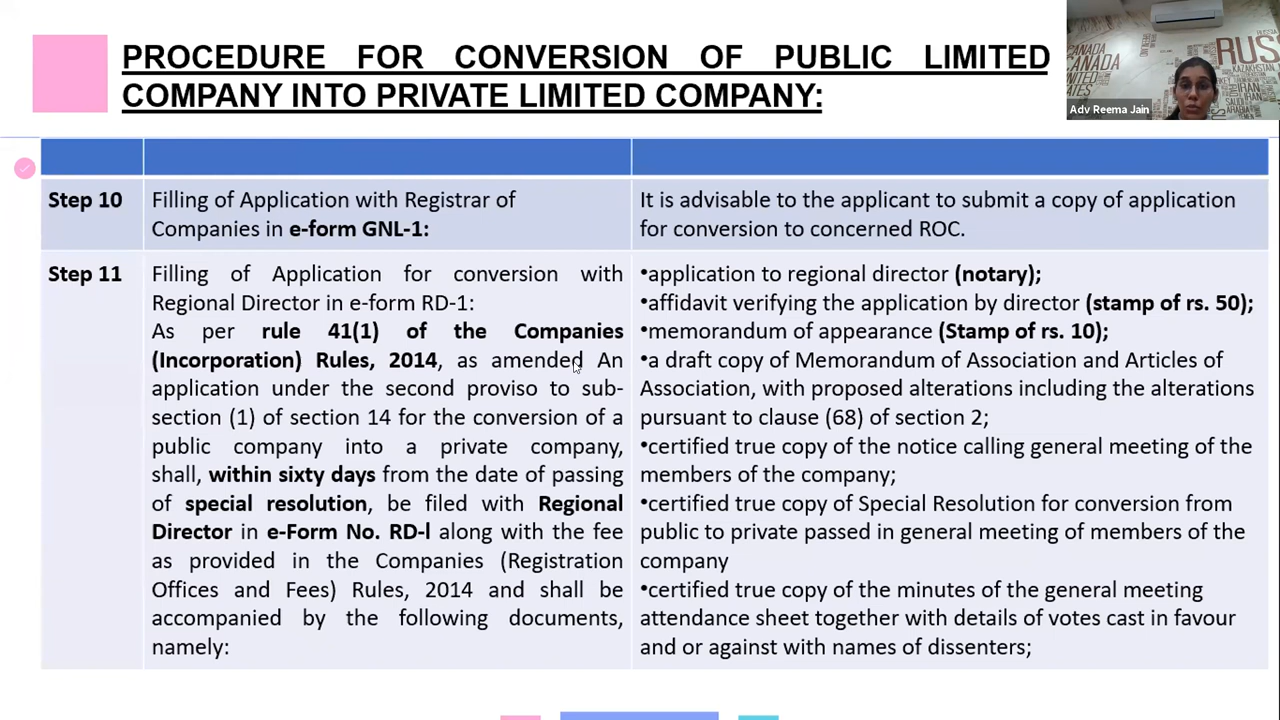 PROCEDURE FOR CONVERSION OF PUBLIC LIMITED
COMPANY INTO PRIVATE LIMITED COMPANY:
RUSSIA
CANADA
CANADA
UNITED
STATES
RUS
KAZAKHSTAN
IRAN
Adv Reema Jain
Step 10
Filling of Application with Registrar of
Companies in e-form GNL-1:
It is advisable to the applicant to submit a copy of application
for conversion to concerned ROC.
Step 11
Filling of Application for conversion with
Regional Director in e-form RD-1:
As per rule 41(1) of the Companies
(Incorporation) Rules, 2014, as amended An
application under the second proviso to sub-
section (1) of section 14 for the conversion of a
public company into a private company,
shall, within sixty days from the date of passing
of special resolution, be filed with Regional
Director in e-Form No. RD-l along with the fee
as provided in the Companies (Registration
Offices and Fees) Rules, 2014 and shall be
accompanied by the following documents,
namely:
•application to regional director (notary);
•affidavit verifying the application by director (stamp of rs. 50);
•memorandum of appearance (Stamp of rs. 10);
•a draft copy of Memorandum of Association and Articles of
Association, with proposed alterations including the alterations
pursuant to clause (68) of section 2;
•certified true copy of the notice calling general meeting of the
members of the company;
•certified true copy of Special Resolution for conversion from
public to private passed in general meeting of members of the
company
•certified true copy of the minutes of the general meeting
attendance sheet together with details of votes cast in favour
and or against with names of dissenters;